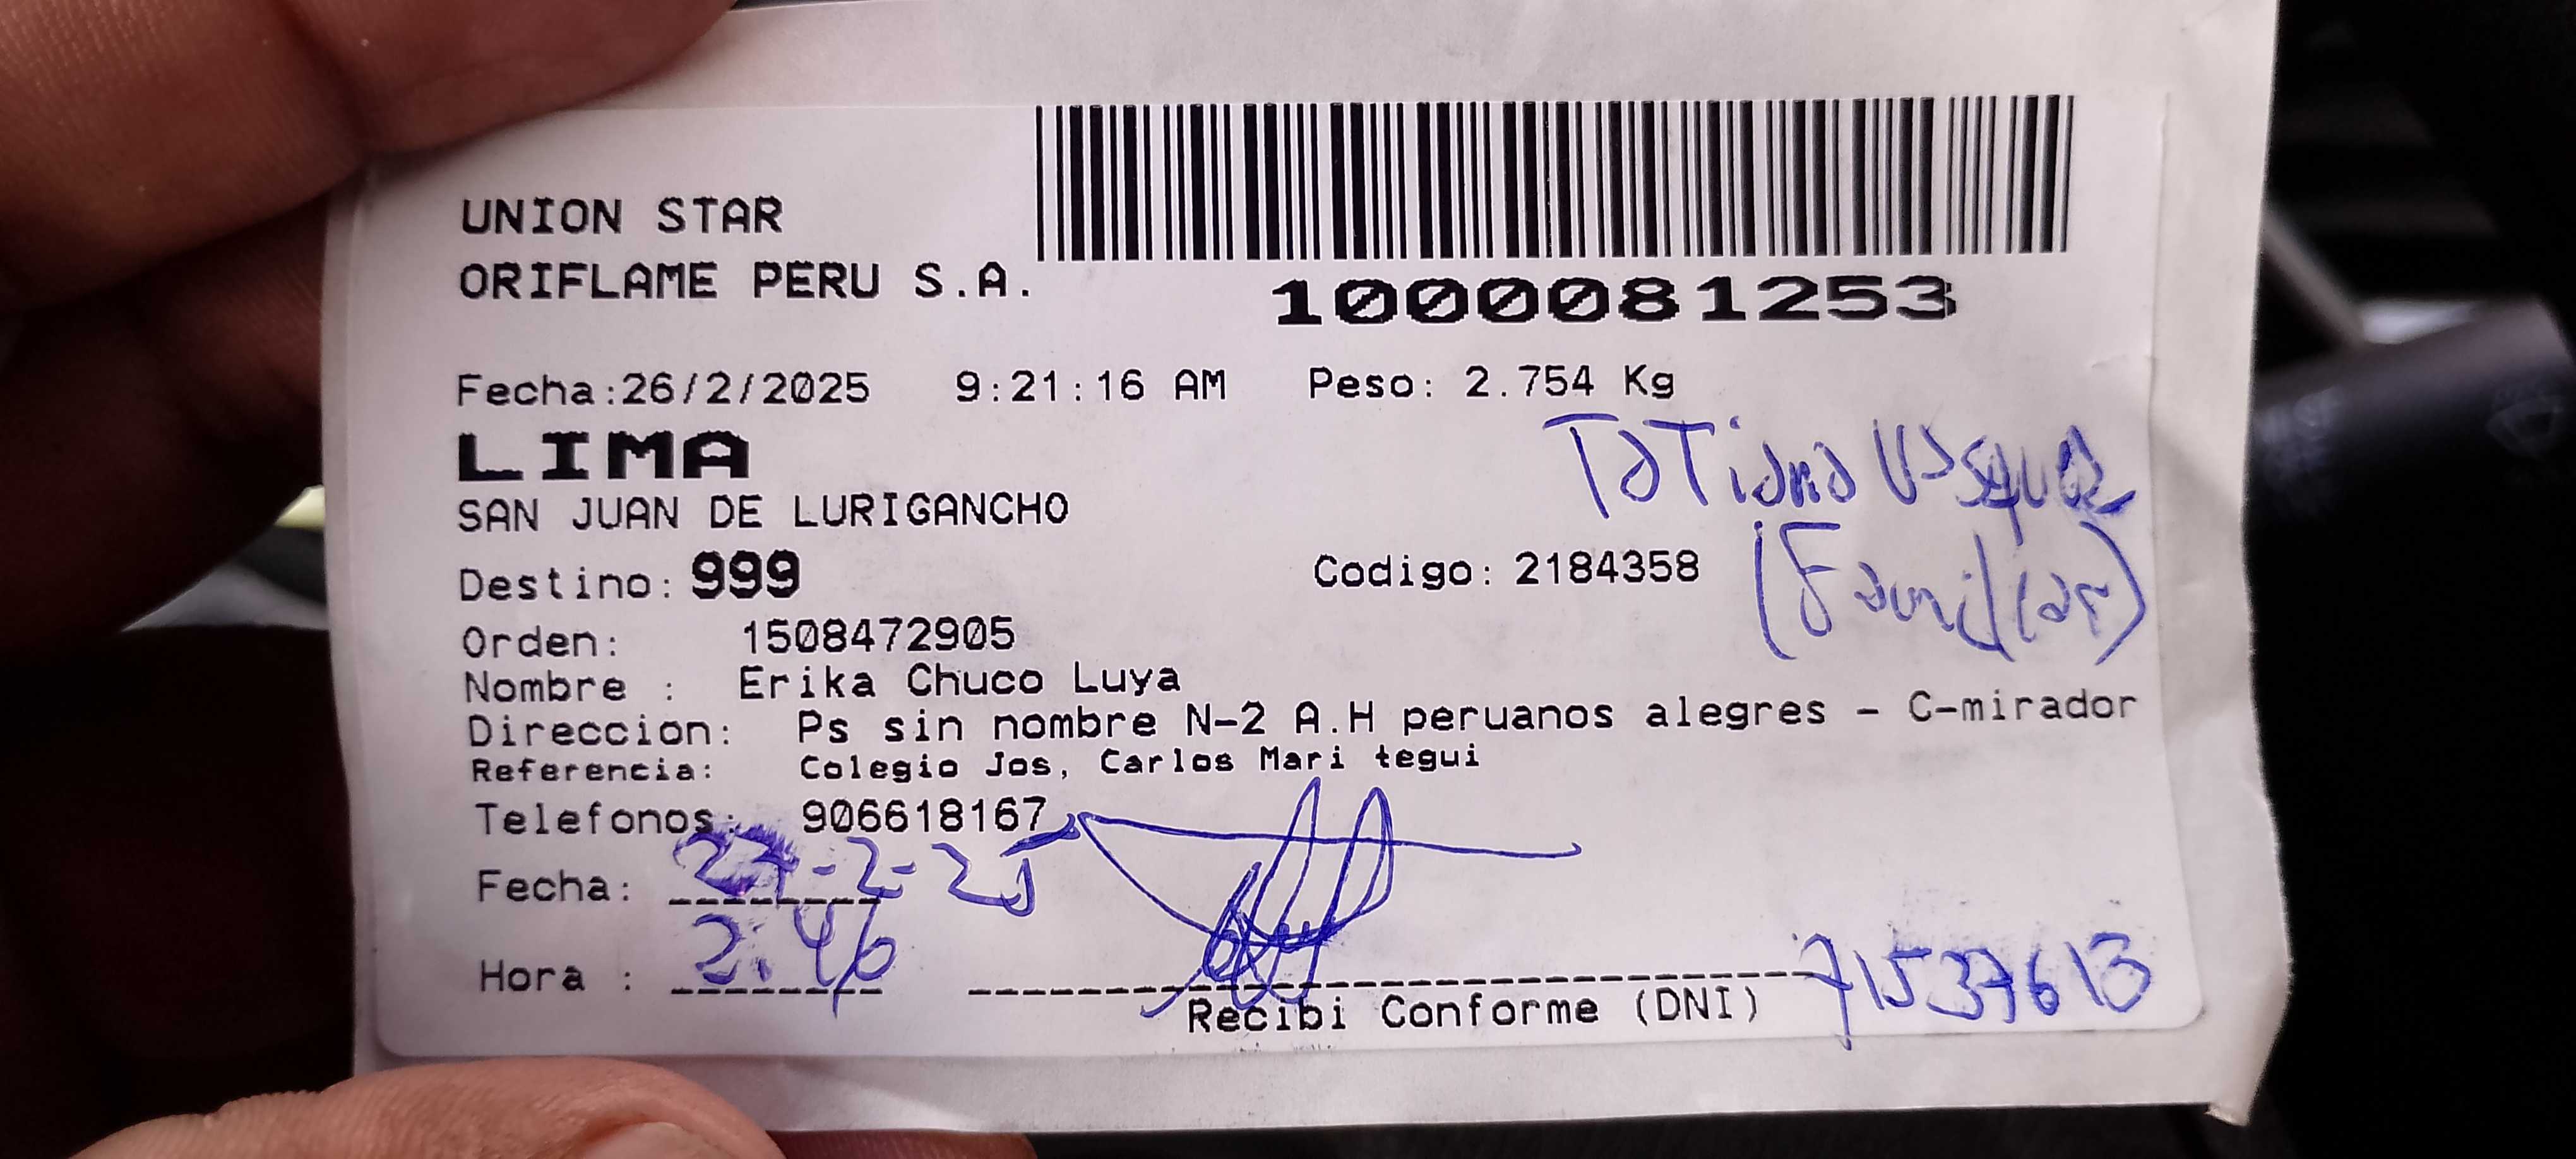 UNION STAR
ORIFLAME PERU S.A.
1000081253
Fecha:26/2/2025 9:21:16 AM Peso: 2.754 Kg
LIMA
Tatiana Vasquez
SAN JUAN DE LURIGANCHO
(Familiar)
Destino: 999 Codigo: 2184358
Orden: 1508472905
Nombre : Erika Chuco Luya
Direccion: Ps sin nombre N-2 A.H peruanos alegres - C-mirador
Referencia: Colegio Jos, Carlos Mari tegui
Telefonos: 906618167
Fecha: 27-2-25
Hora : 2:46
Recibi Conforme (DNI) 71537613